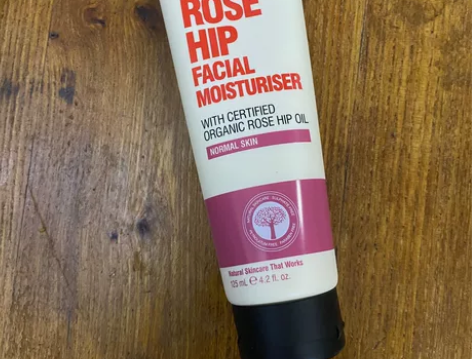 ROSE
HIP
FACIAL
MOISTURISER
WITH CERTIFIED
ORGANIC ROSE HIP OIL
NORMAL SKIN
Natural Skincare That Works
125 mL ℮ 4.2 fl. oz.